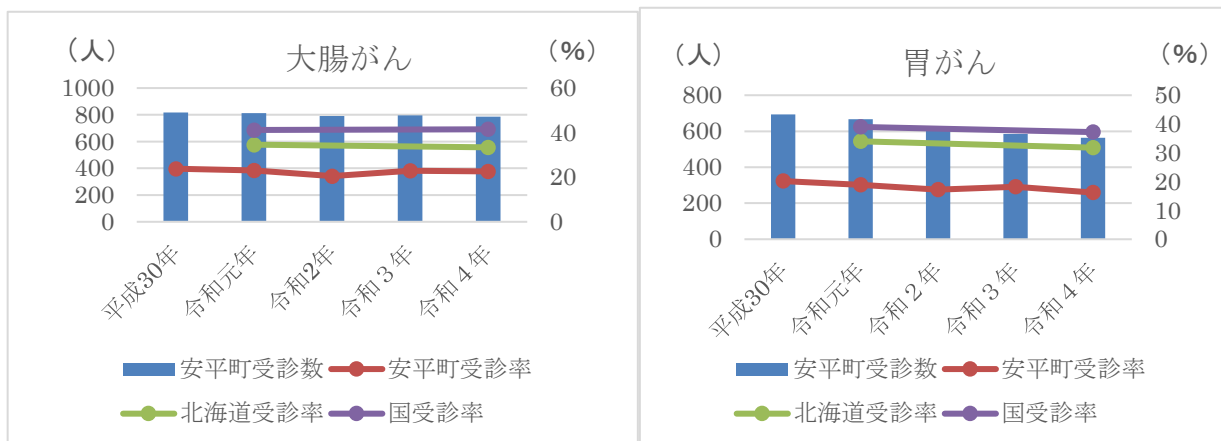 （人）
大腸がん
（%）
1000
800
600
400
200
0
60
40
20
0
平成30年
令和元年
令和2年
令和３年
令和４年
安平町受診数
安平町受診率
北海道受診率
国受診率
（人）
胃がん
（%）
800
600
400
200
0
50
40
30
20
10
0
平成30年
令和元年
令和２年
令和３年
令和４年
安平町受診数
安平町受診率
北海道受診率
国受診率